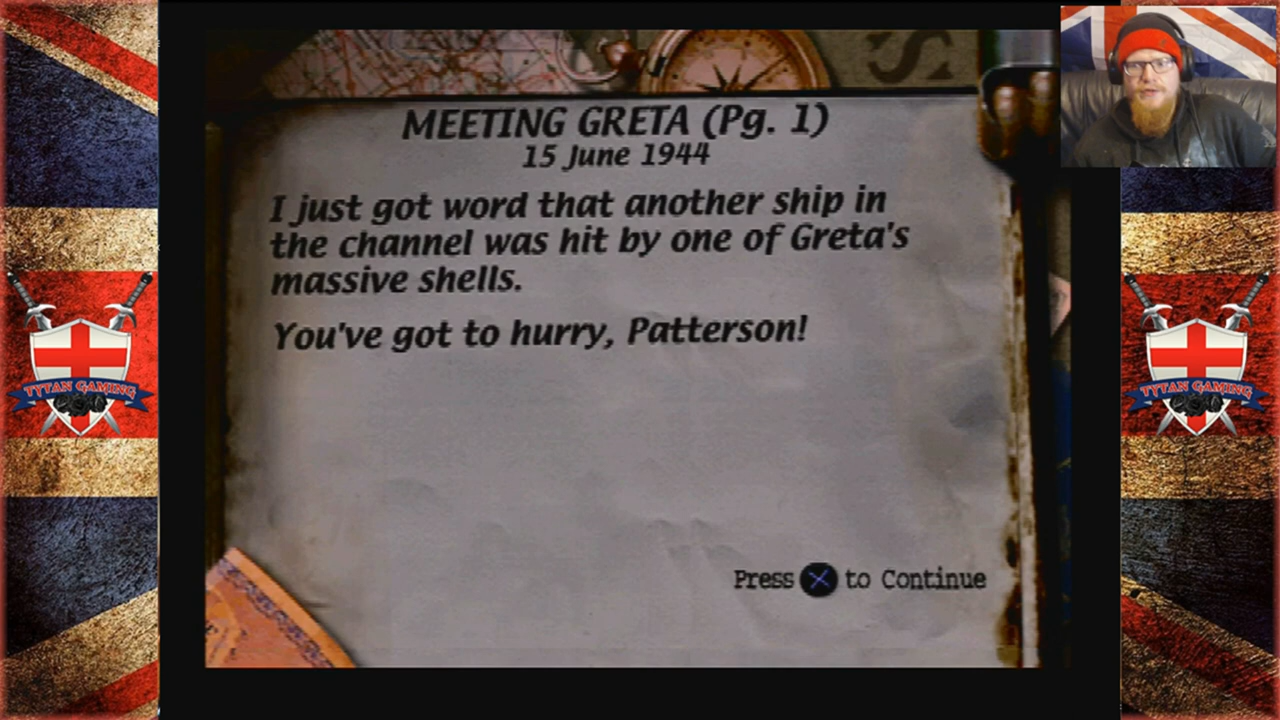 MEETING GRETA (Pg. 1)
15 June 1944
I just got word that another ship in
the channel was hit by one of Greta's
massive shells.
You've got to hurry, Patterson!
Press X to Continue
TYTAN GAMING
TYTAN GAMING